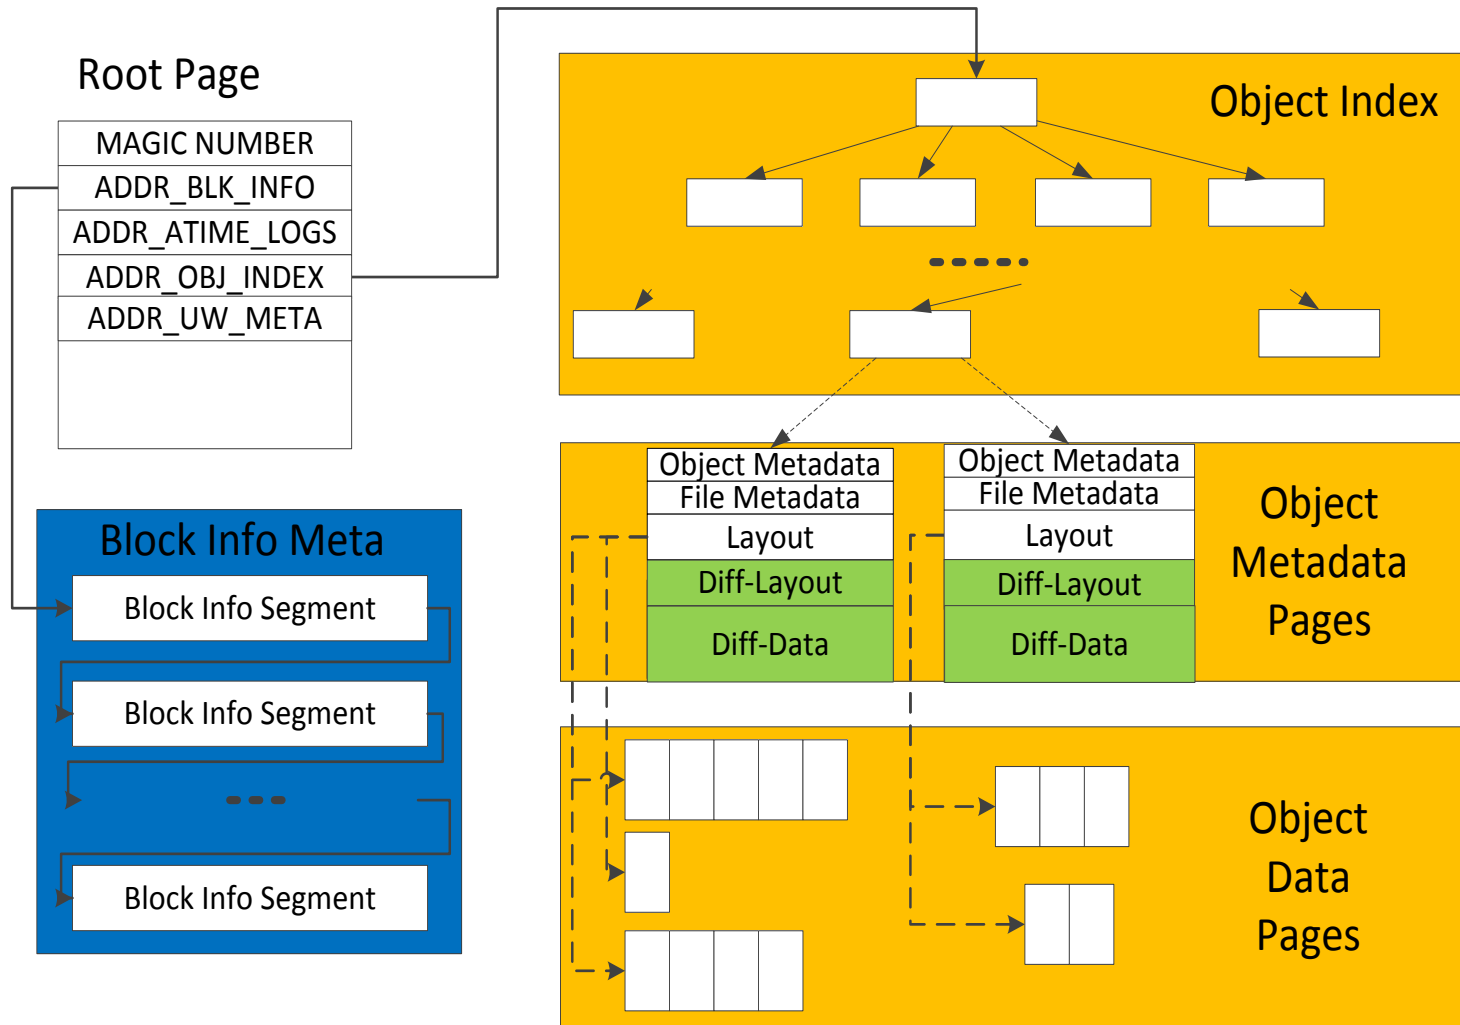 Root Page
MAGIC NUMBER
ADDR_BLK_INFO
ADDR_ATIME_LOGS
ADDR_OBJ_INDEX
ADDR_UW_META
Block Info Meta
Block Info Segment
Block Info Segment
Block Info Segment
Object Index
Object Metadata
File Metadata
Layout
Diff-Layout
Diff-Data
Object Metadata
File Metadata
Layout
Diff-Layout
Diff-Data
Object
Metadata
Pages
Object
Data
Pages